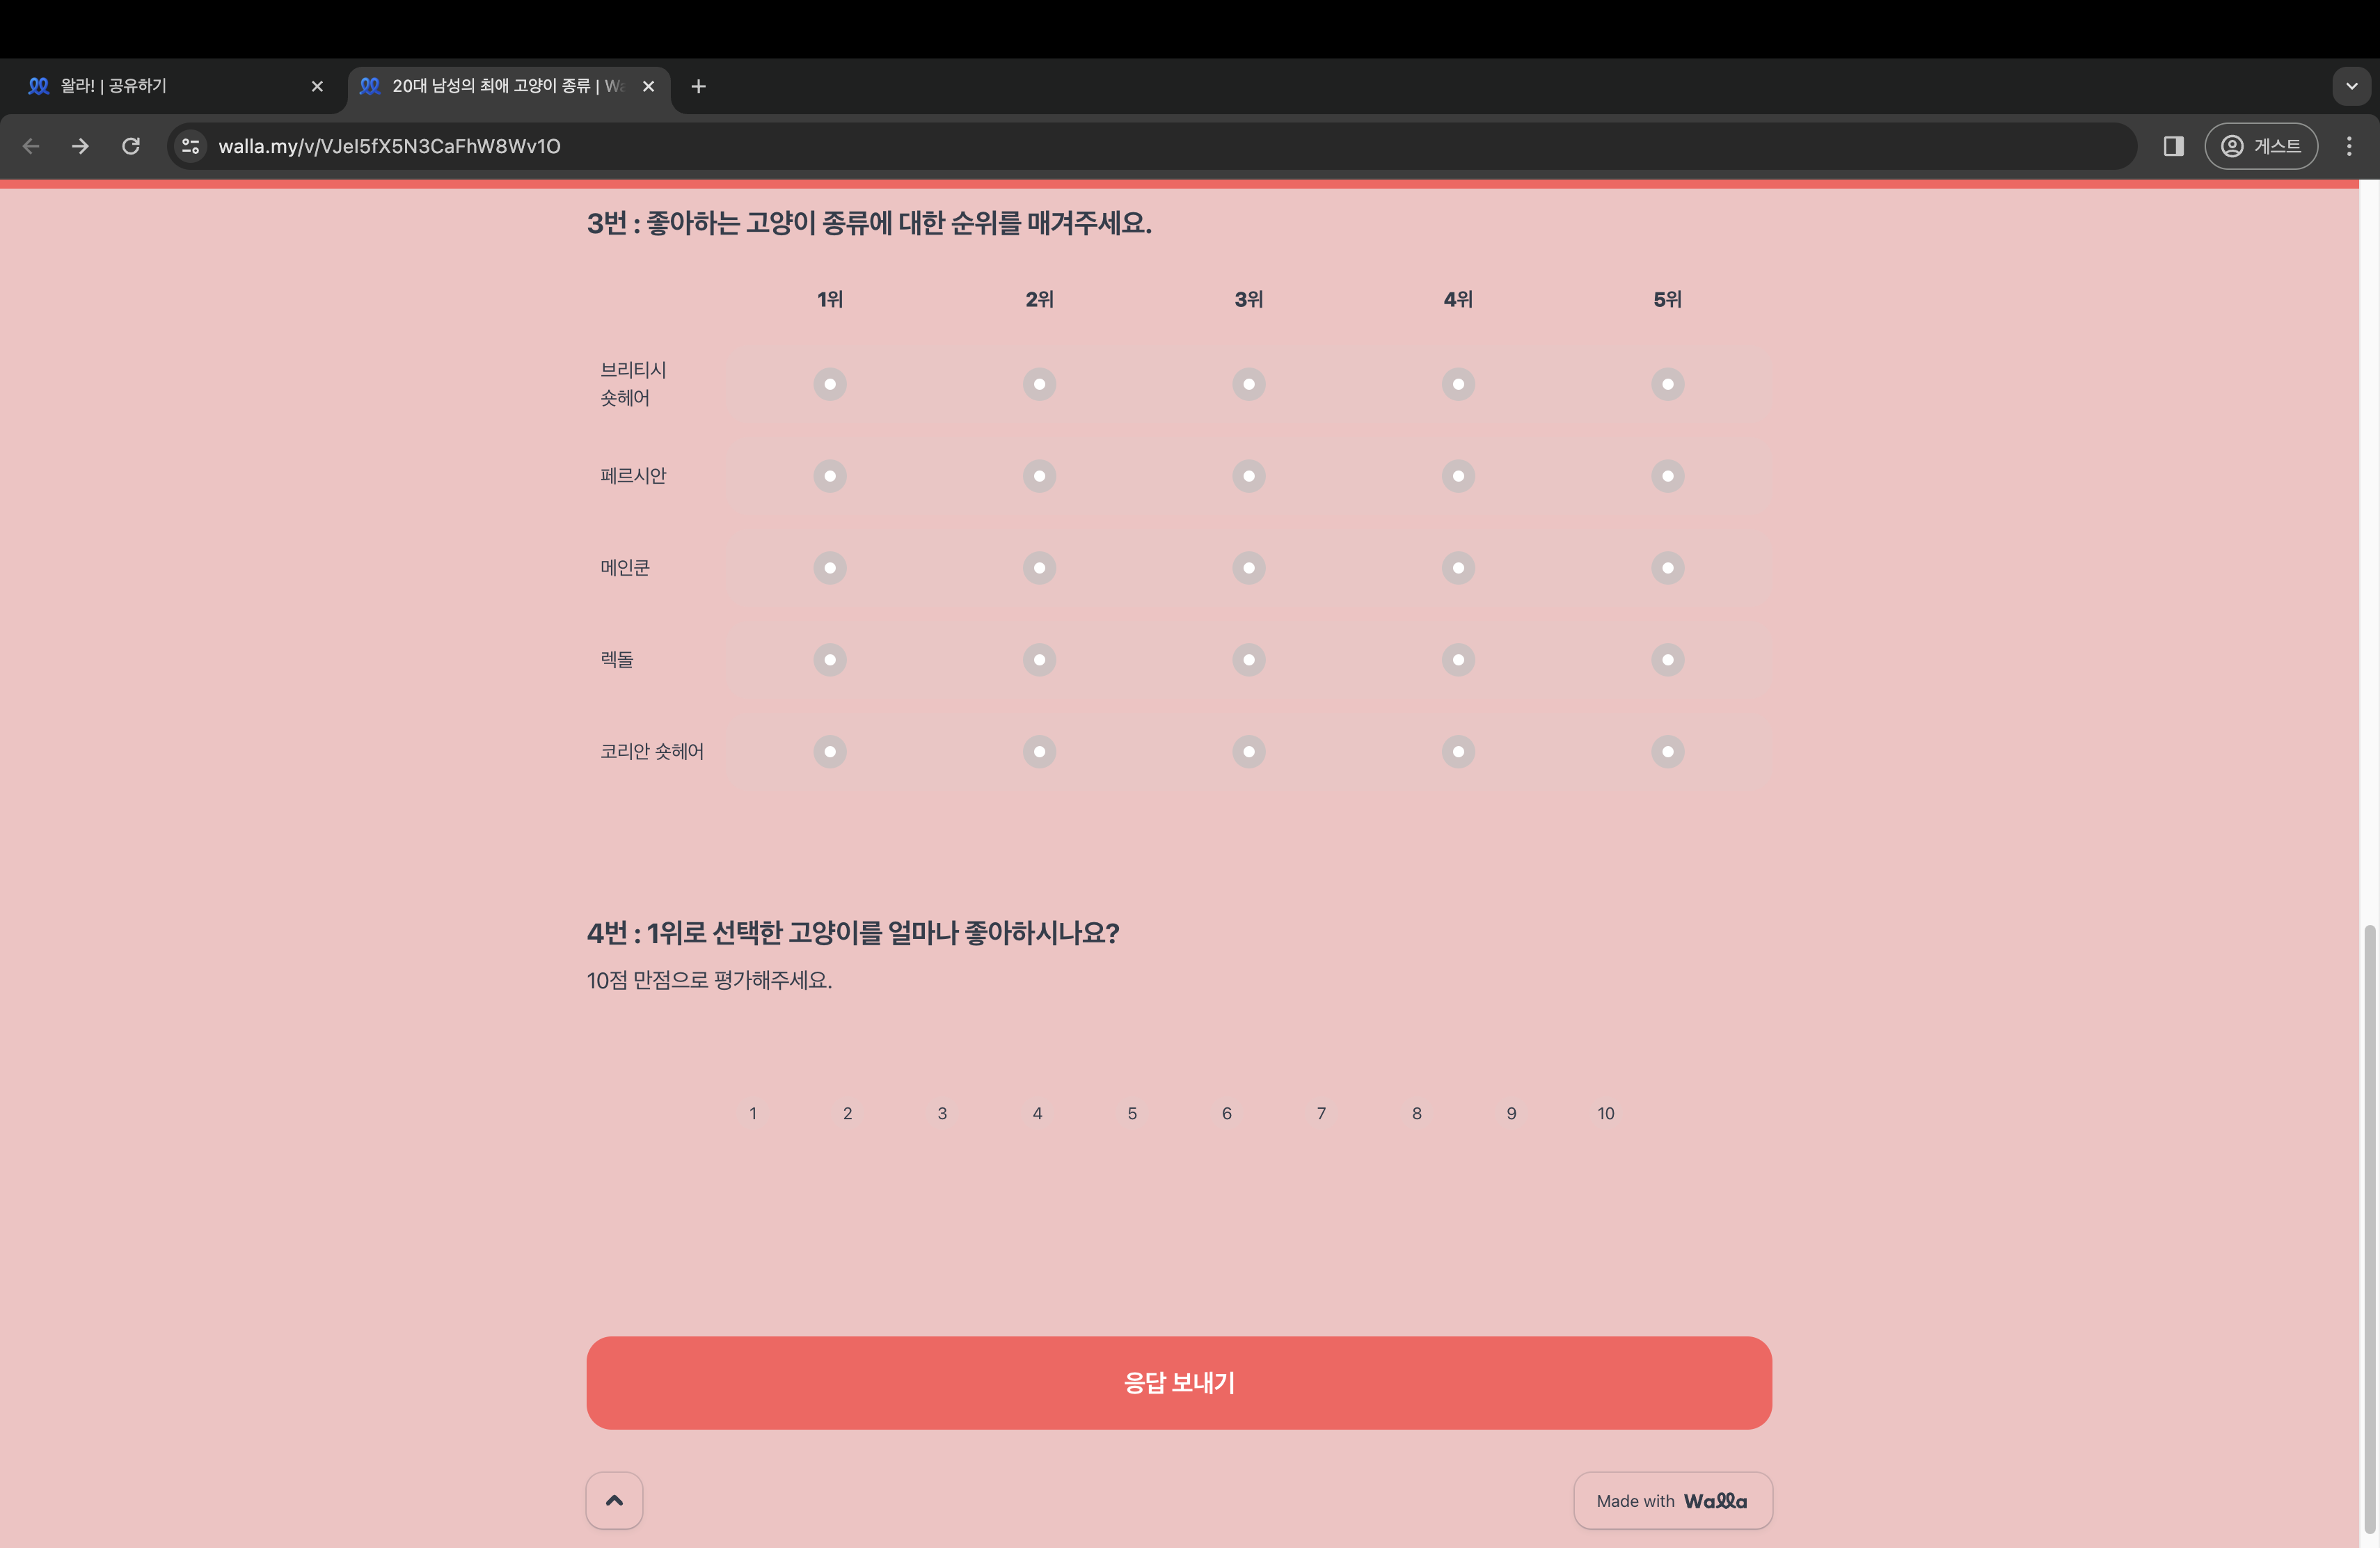 왈라! | 공유하기
20대 남성의 최애 고양이 종류 | Wa
walla.my/v/VJeI5fX5N3CaFhW8Wv1O
게스트
3번 : 좋아하는 고양이 종류에 대한 순위를 매겨주세요.
1위 2위 3위 4위 5위
브리티시
숏헤어
페르시안
메인쿤
렉돌
코리안 숏헤어
4번 : 1위로 선택한 고양이를 얼마나 좋아하시나요?
10점 만점으로 평가해주세요.
1 2 3 4 5 6 7 8 9 10
응답 보내기
Made with Walla